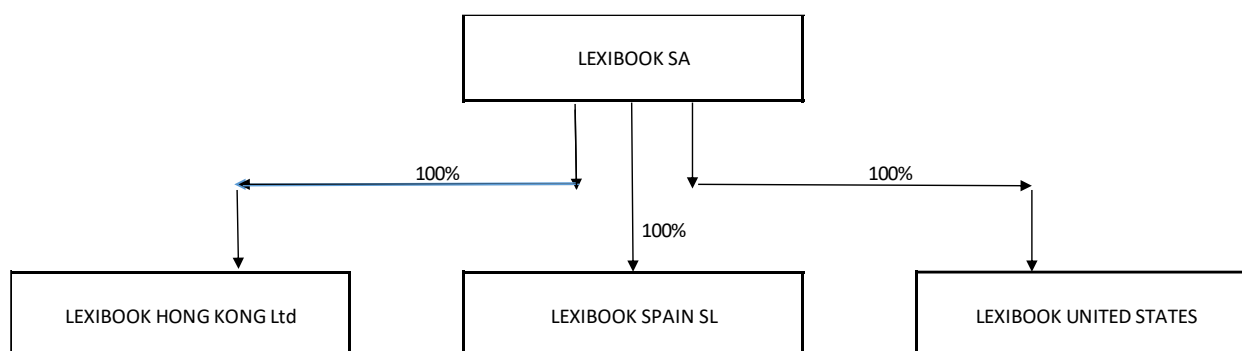 LEXIBOOK SA
100%
100%
100%
LEXIBOOK HONG KONG Ltd
LEXIBOOK SPAIN SL
LEXIBOOK UNITED STATES